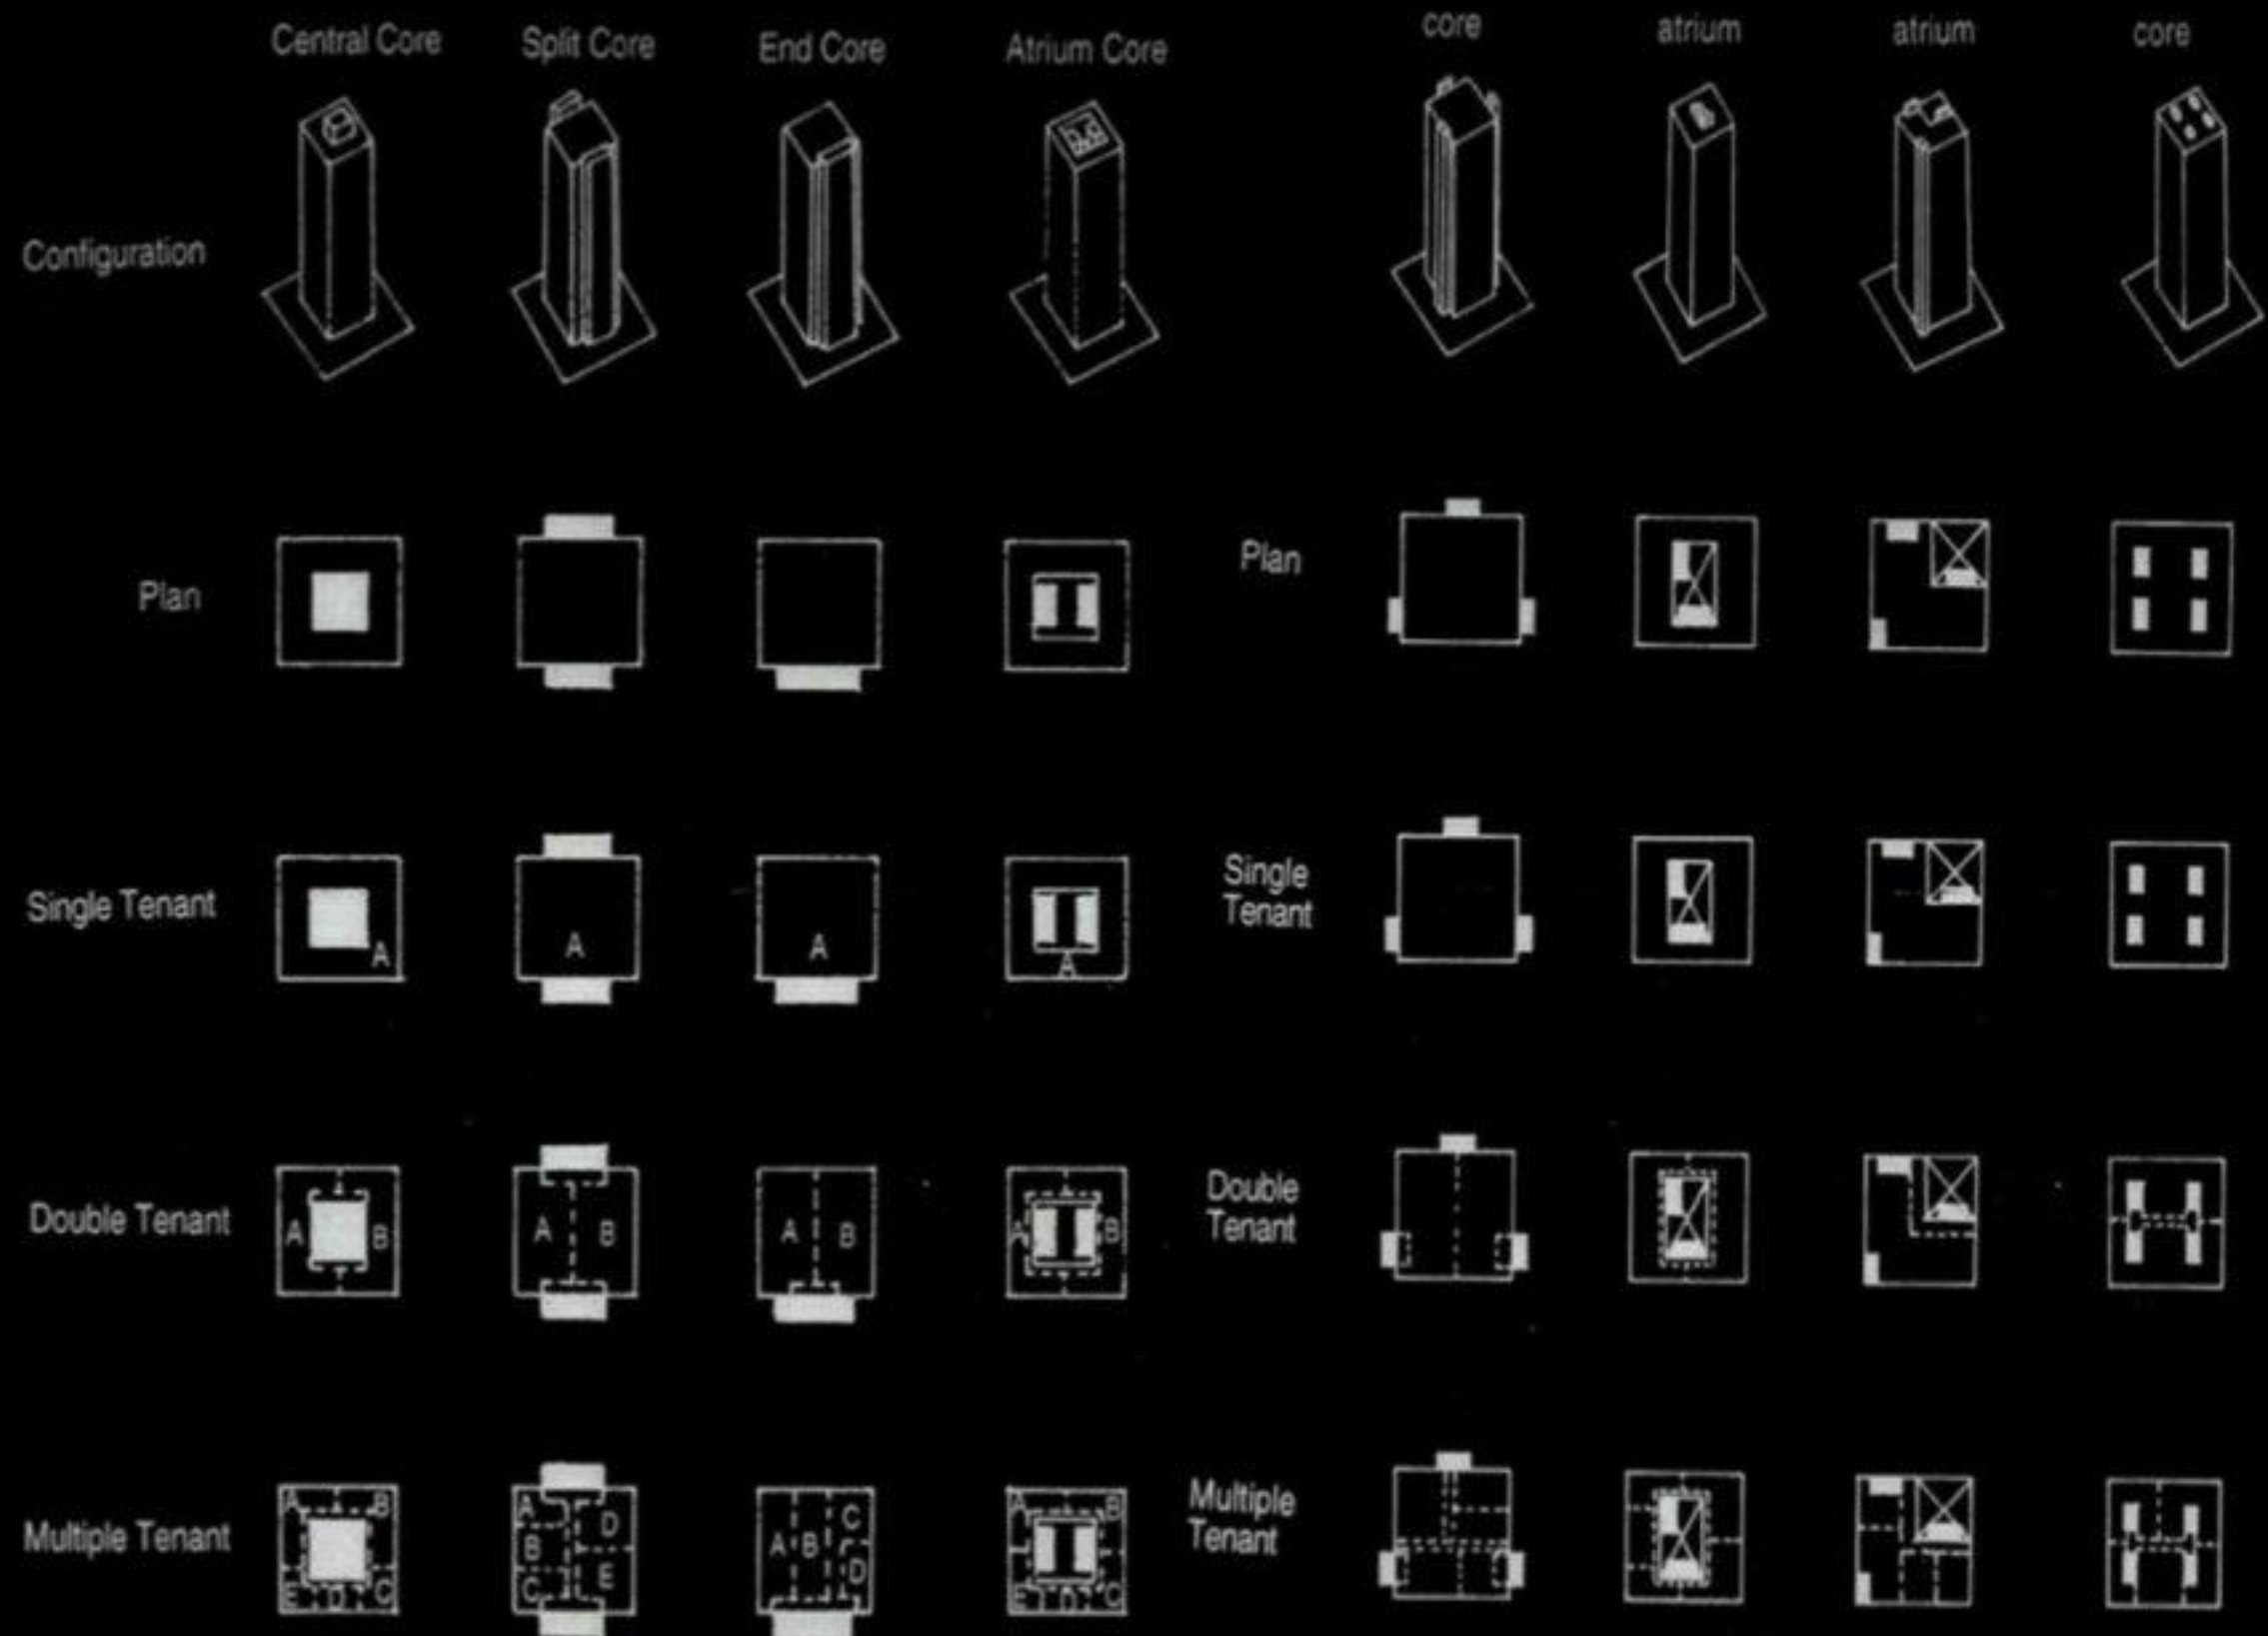 Central Core
Split Core
End Core
Atrium Core
core
atrium
atrium
core
Configuration
Plan
Plan
Single Tenant
A
A
A
A
Single
Tenant
Double Tenant
A
B
A
B
A
B
A
B
Double
Tenant
Multiple Tenant
A
B
E
D
C
A
B
C
D
E
A
B
C
D
A
B
E
D
C
Multiple
Tenant